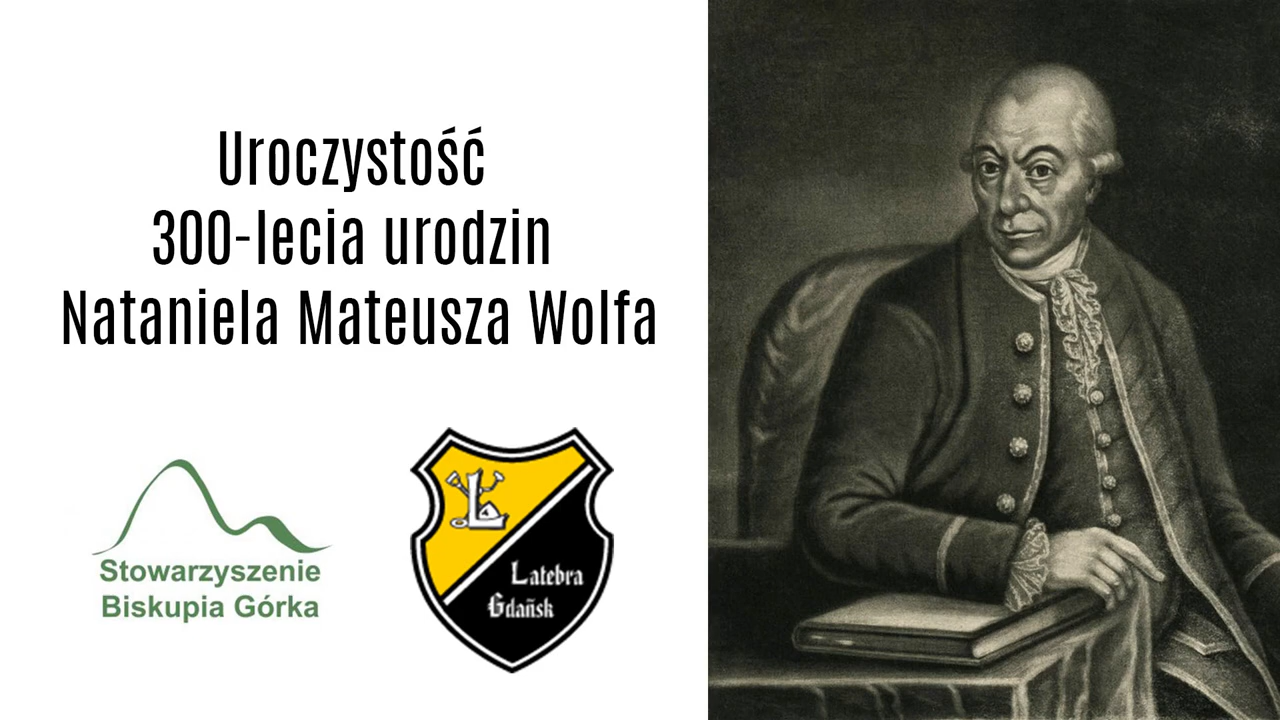 Uroczystość
300-lecia urodzin
Nataniela Mateusza Wolfa
Stowarzyszenie
Biskupia Górka
Latebra
Gdańsk